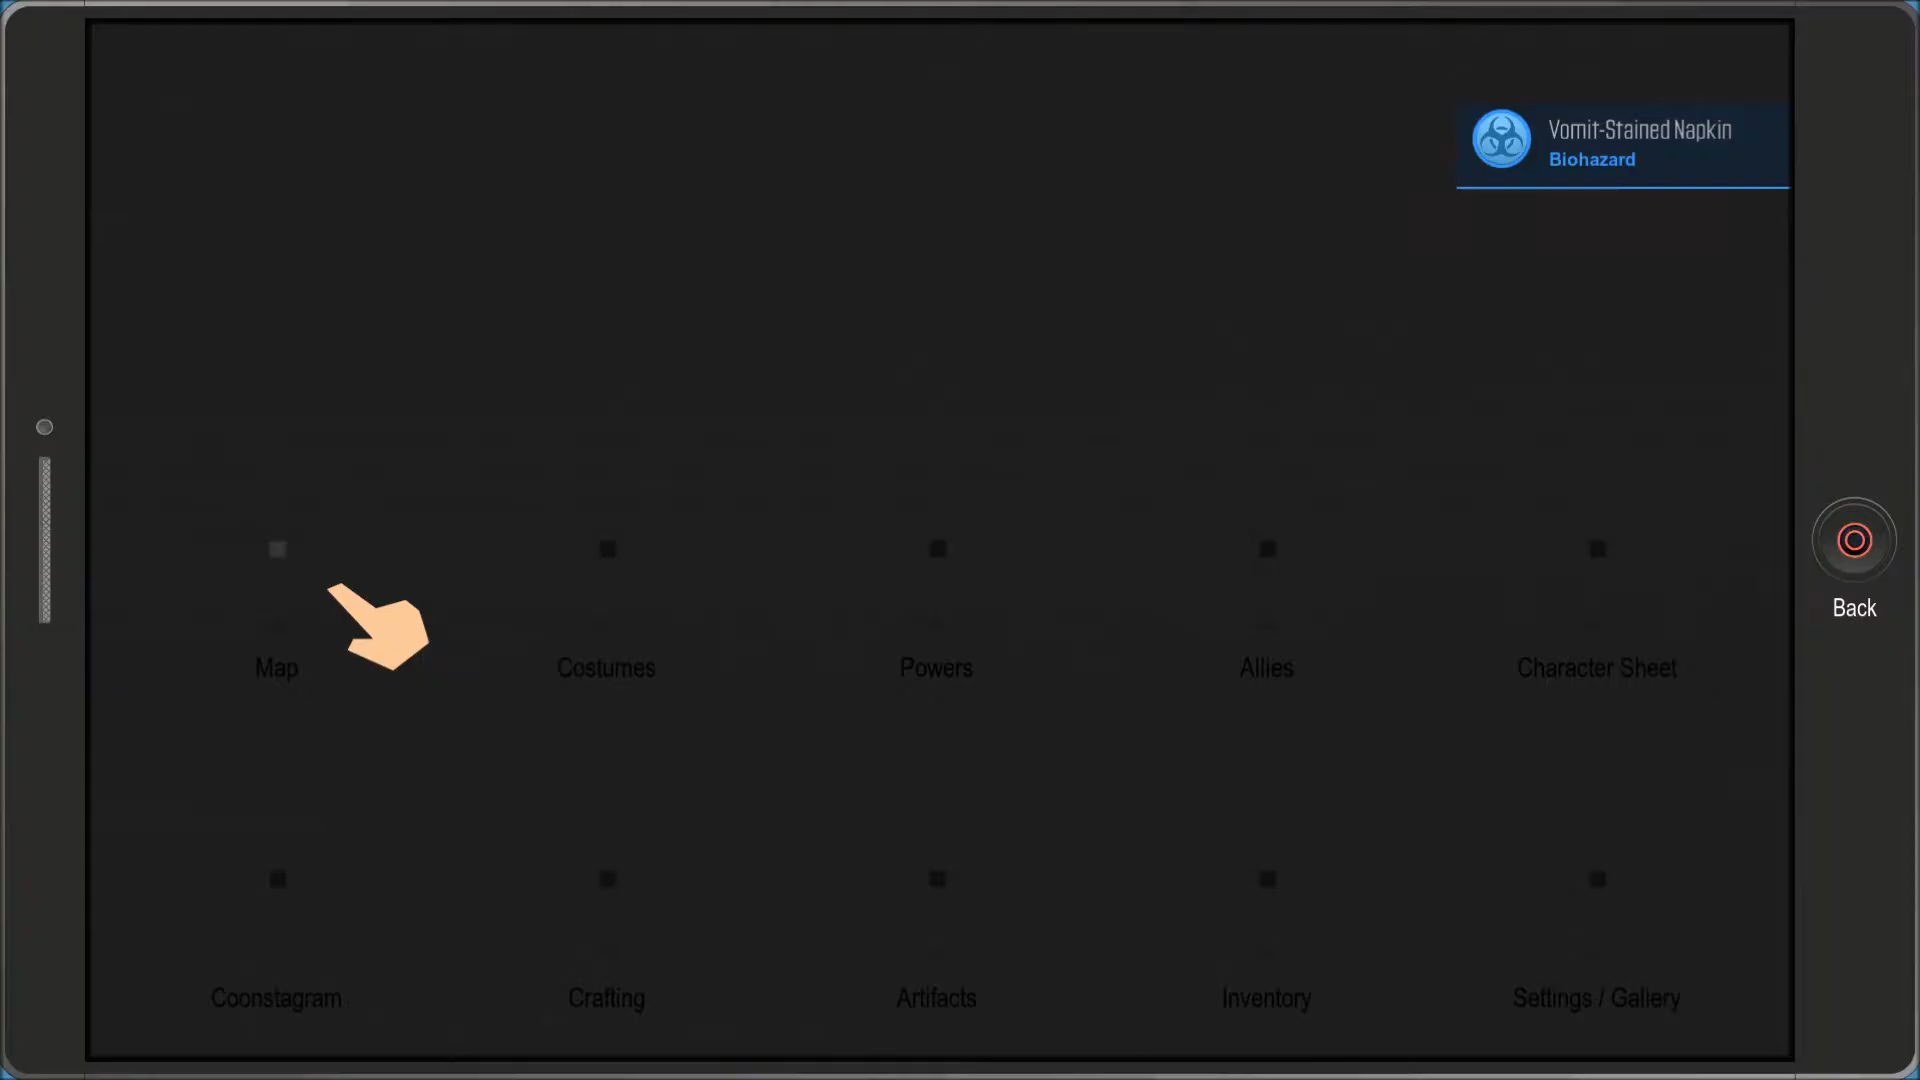 Vomit-Stained Napkin
Biohazard
Back
Map
Costumes
Powers
Allies
Character Sheet
Coonstagram
Crafting
Artifacts
Inventory
Settings / Gallery